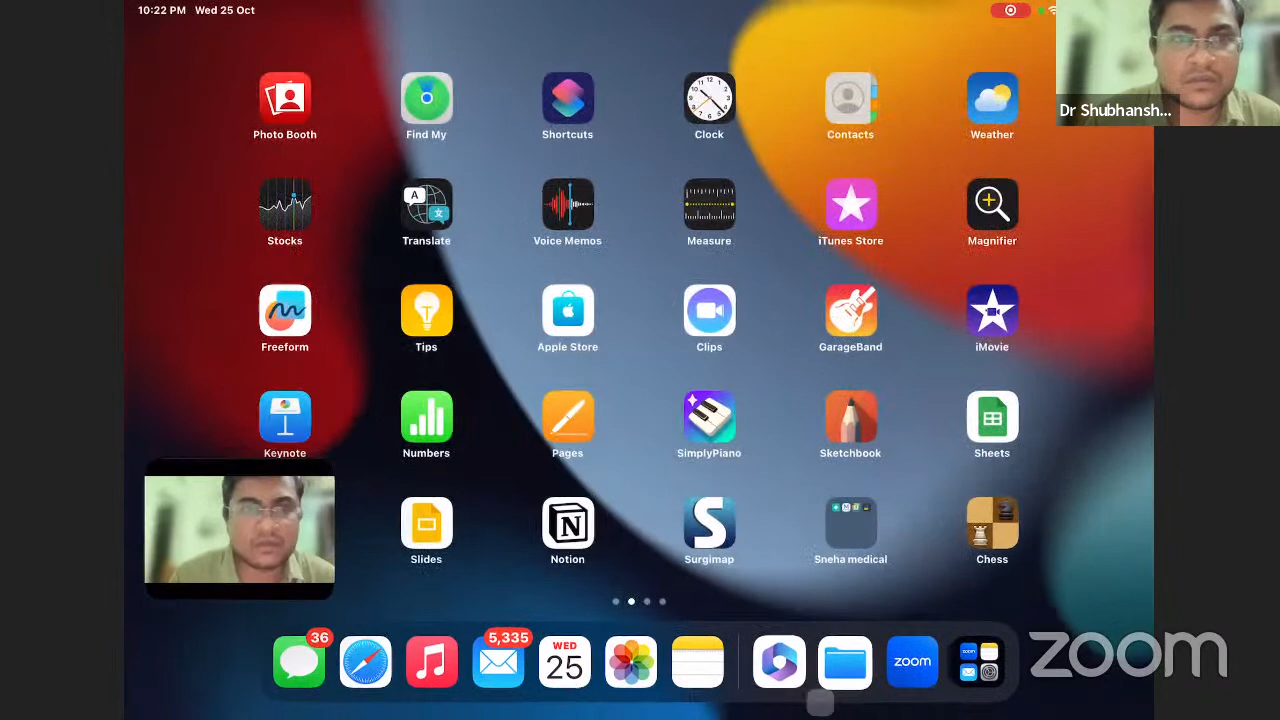 10:22 PM Wed 25 Oct
Dr Shubhansh...
Photo Booth
Find My
Shortcuts
Clock
Contacts
Weather
Stocks
Translate
Voice Memos
Measure
iTunes Store
Magnifier
Freeform
Tips
Apple Store
Clips
GarageBand
iMovie
Keynote
Numbers
Pages
SimplyPiano
Sketchbook
Sheets
Slides
Notion
Surgimap
Sneha medical
Chess
36
5,335
WED
25
zoom
zoom